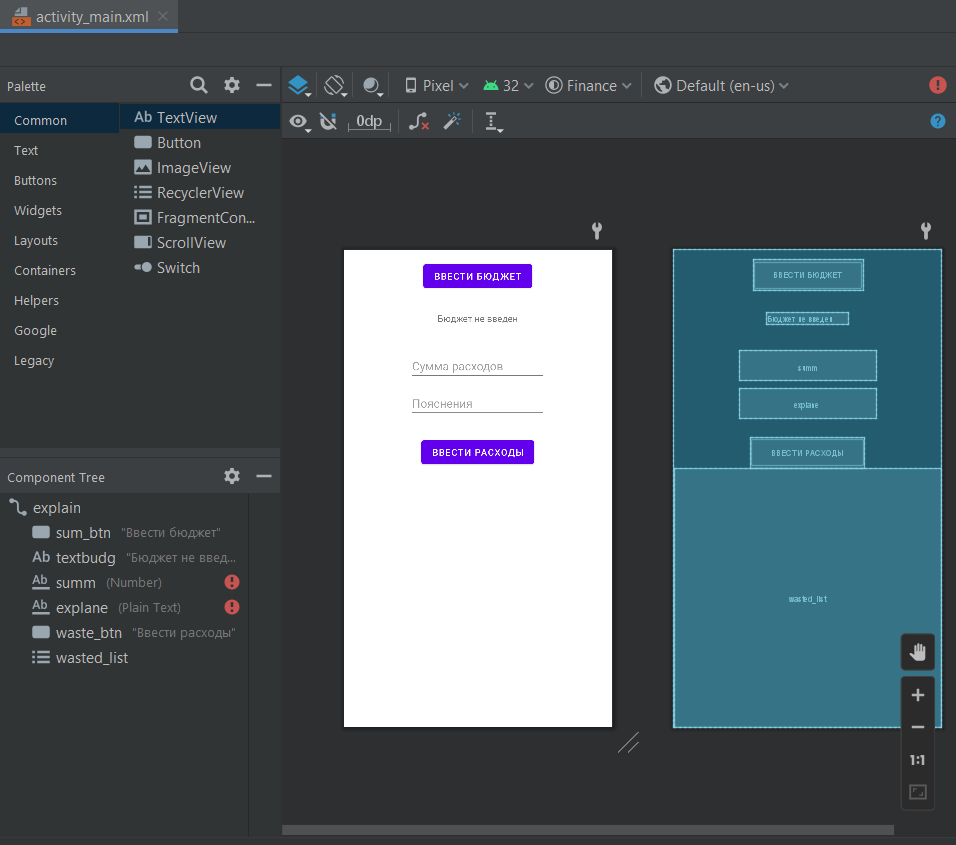 activity_main.xml
Palette
Pixel
32
Finance
Default (en-us)
0dp
Common
Text
Buttons
Widgets
Layouts
Containers
Helpers
Google
Legacy
Ab TextView
Button
ImageView
RecyclerView
FragmentCon...
ScrollView
Switch
ВВЕСТИ БЮДЖЕТ
Бюджет не введен
Сумма расходов
Пояснения
ВВЕСТИ РАСХОДЫ
ВВЕСТИ БЮДЖЕТ
Бюджет не введен
summ
explane
ВВЕСТИ РАСХОДЫ
wasted_list
Component Tree
explain
sum_btn "Ввести бюджет"
Ab textbudg "Бюджет не введ...
Ab summ (Number)
Ab explane (Plain Text)
waste_btn "Ввести расходы"
wasted_list
1:1